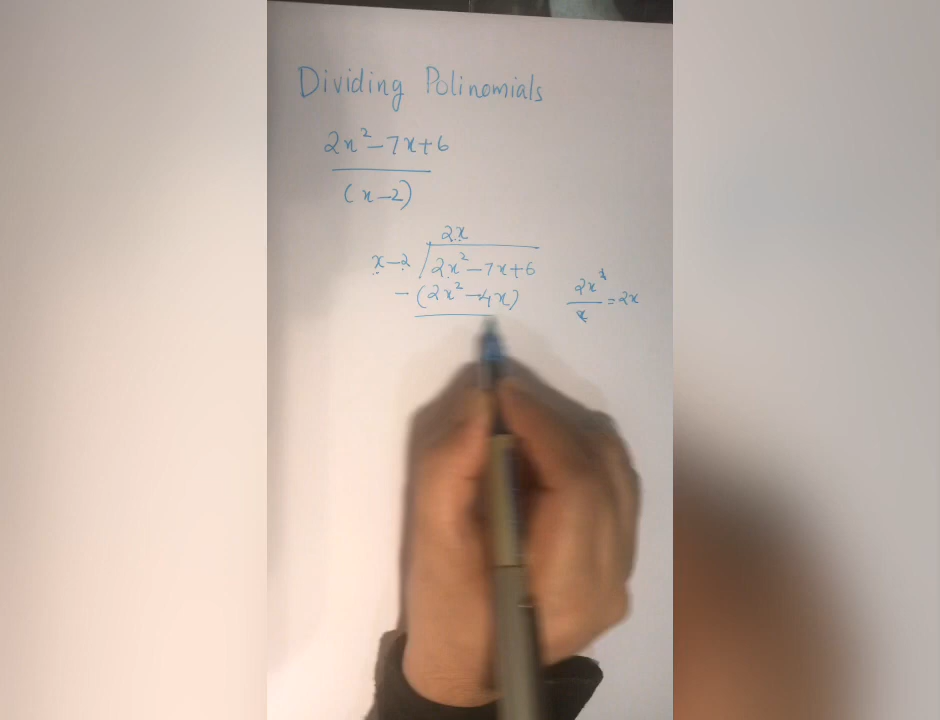 Dividing Polinomials
2x²-7x+6
(x-2)
2x
x-2 2x²-7x+6
-(2x²-4x)
2x²
x
=2x